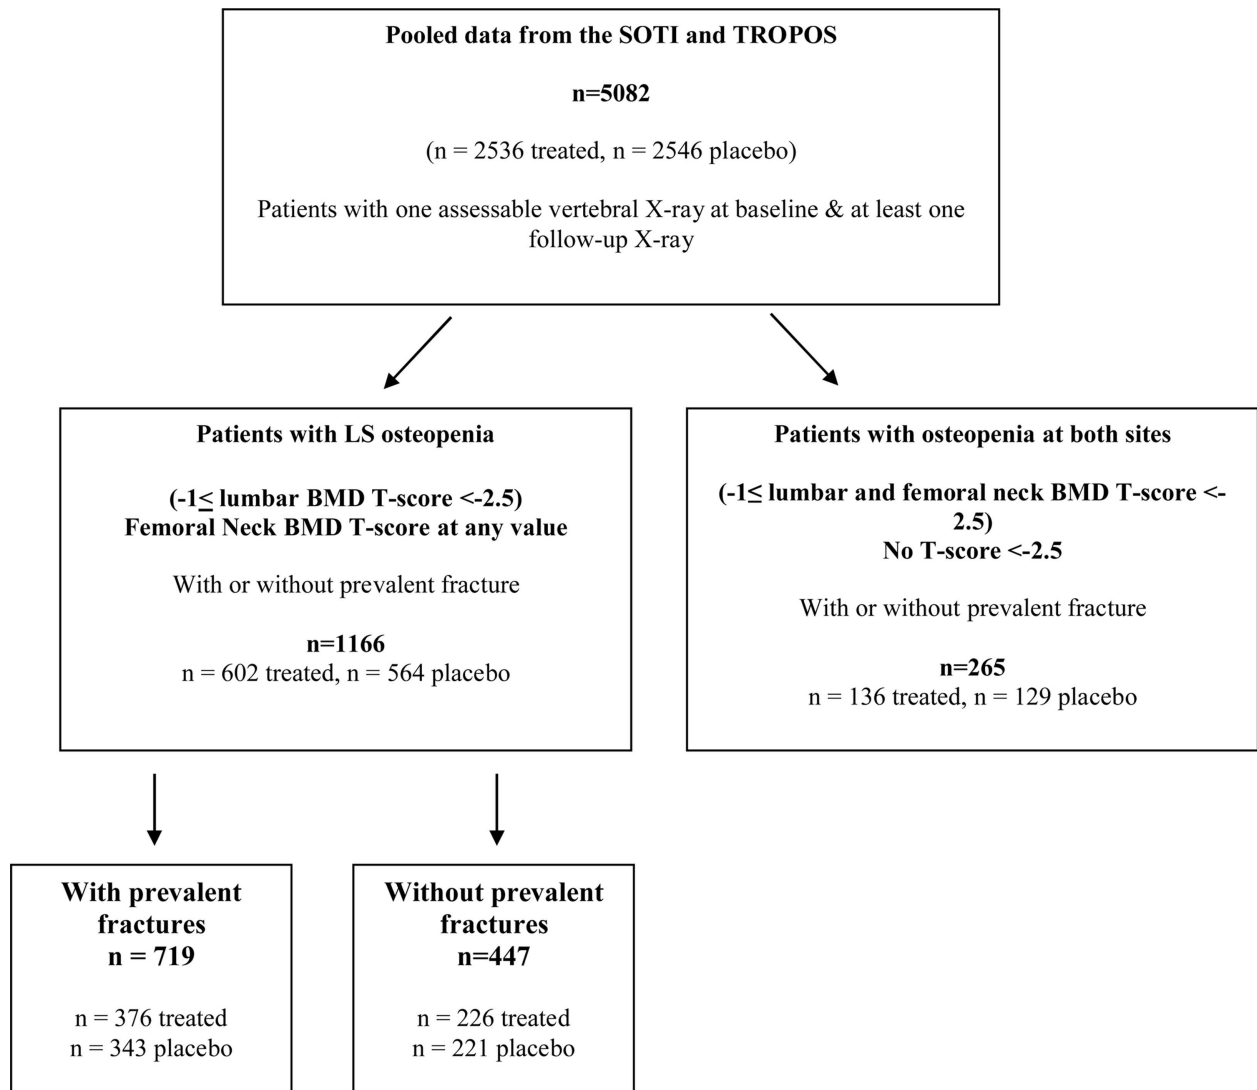 Pooled data from the SOTI and TROPOS
n=5082
(n = 2536 treated, n = 2546 placebo)
Patients with one assessable vertebral X-ray at baseline & at least one
follow-up X-ray
Patients with LS osteopenia
(-1≤ lumbar BMD T-score <-2.5)
Femoral Neck BMD T-score at any value
With or without prevalent fracture
n=1166
n = 602 treated, n = 564 placebo
Patients with osteopenia at both sites
(-1≤ lumbar and femoral neck BMD T-score <-
2.5)
No T-score <-2.5
With or without prevalent fracture
n=265
n = 136 treated, n = 129 placebo
With prevalent
fractures
n = 719
n = 376 treated
n = 343 placebo
Without prevalent
fractures
n=447
n = 226 treated
n = 221 placebo